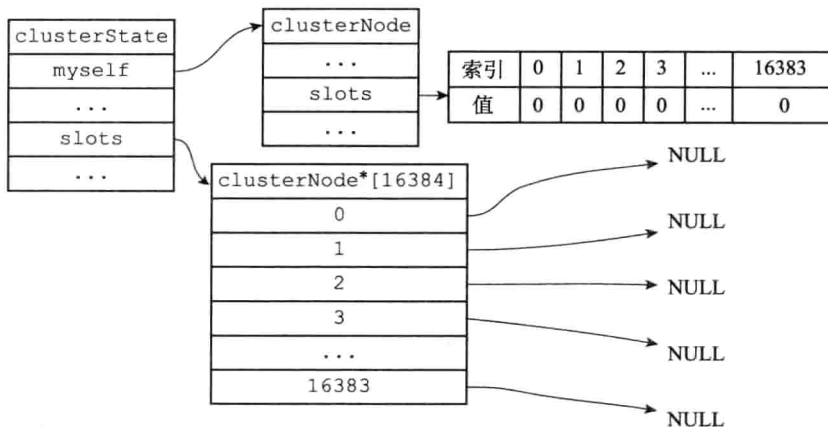 clusterState
myself
...
slots
...
clusterNode
...
slots
...
索引 0 1 2 3 ... 16383
值 0 0 0 0 ... 0
clusterNode*[16384]
0
1
2
3
...
16383
NULL
NULL
NULL
NULL
NULL